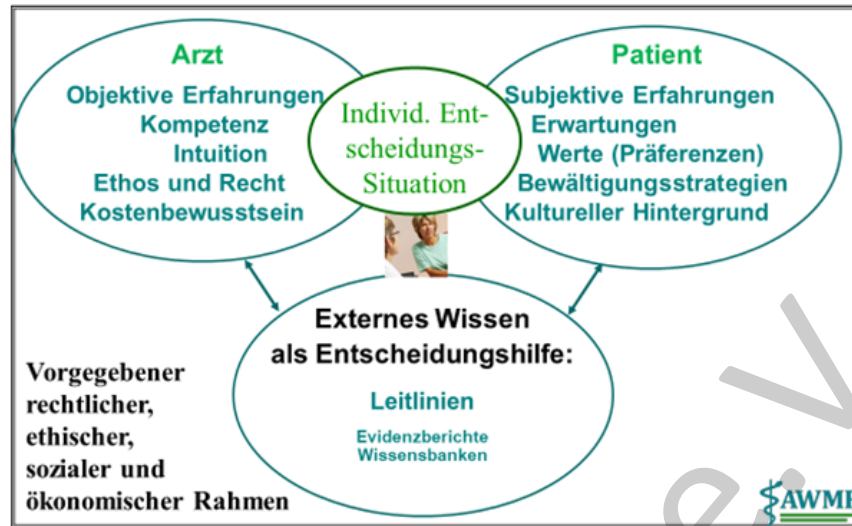 Arzt
Objektive Erfahrungen
Kompetenz
Intuition
Ethos und Recht
Kostenbewusstsein
Individ. Ent-
scheidungs-
Situation
Patient
Subjektive Erfahrungen
Erwartungen
Werte (Präferenzen)
Bewältigungsstrategien
Kultureller Hintergrund
Externes Wissen
als Entscheidungshilfe:
Leitlinien
Evidenzberichte
Wissensbanken
Vorgegebener
rechtlicher,
ethischer,
sozialer und
ökonomischer Rahmen
AWMF
e.V